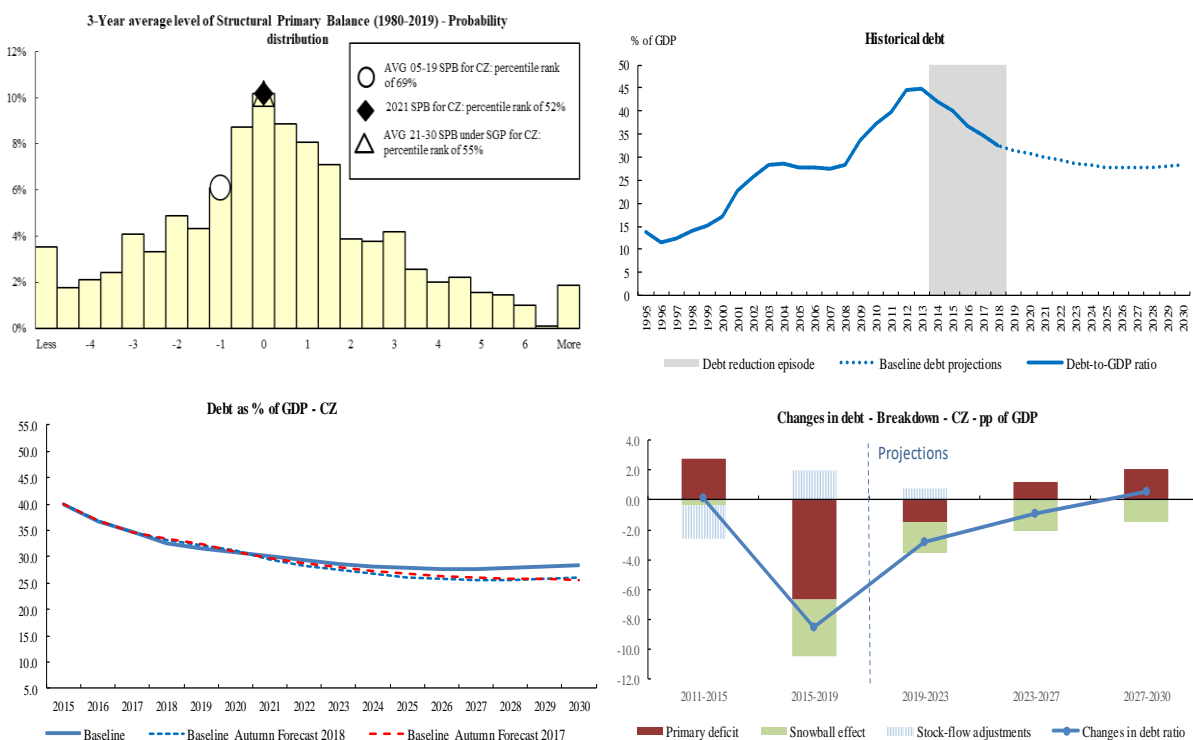 3-Year average level of Structural Primary Balance (1980-2019) - Probability
distribution
12%
10%
8%
6%
4%
2%
0%
Less -4 -3 -2 -1 0 1 2 3 4 5 6 More
AVG 05-19 SPB for CZ: percentile rank
of 69%
2021 SPB for CZ: percentile rank of 52%
AVG 21-30 SPB under SGP for CZ:
percentile rank of 55%
% of GDP
Historical debt
50
45
40
35
30
25
20
15
10
5
0
1995 1996 1997 1998 1999 2000 2001 2002 2003 2004 2005 2006 2007 2008 2009 2010 2011 2012 2013 2014 2015 2016 2017 2018 2019 2020 2021 2022 2023 2024 2025 2026 2027 2028 2029 2030
Debt reduction episode Baseline debt projections Debt-to-GDP ratio
Debt as % of GDP - CZ
55.0
50.0
45.0
40.0
35.0
30.0
25.0
20.0
15.0
10.0
5.0
2015 2016 2017 2018 2019 2020 2021 2022 2023 2024 2025 2026 2027 2028 2029 2030
Baseline Baseline Autumn Forecast 2018 Baseline Autumn Forecast 2017
Changes in debt - Breakdown - CZ - pp of GDP
4.0
2.0
0.0
-2.0
-4.0
-6.0
-8.0
-10.0
-12.0
Projections
2011-2015 2015-2019 2019-2023 2023-2027 2027-2030
Primary deficit Snowball effect Stock-flow adjustments Changes in debt ratio